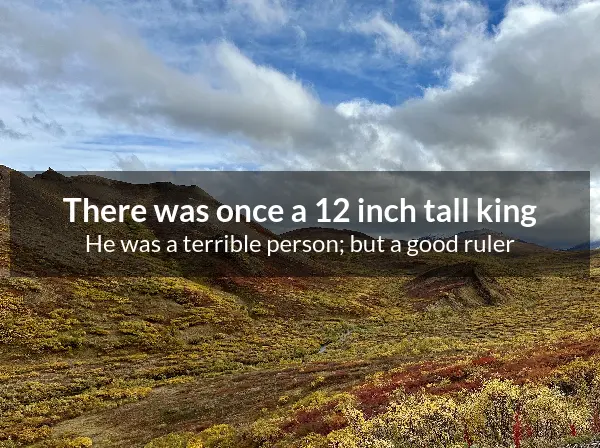 There was once a 12 inch tall king
He was a terrible person; but a good ruler